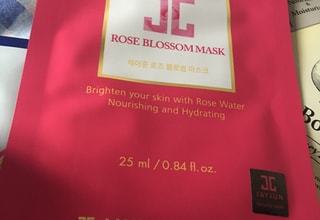 JC
ROSE BLOSSOM MASK
제이준 로즈 블로썸 마스크
Brighten your skin with Rose Water
Nourishing and Hydrating
25 ml / 0.84 fl. oz.
JAYJUN